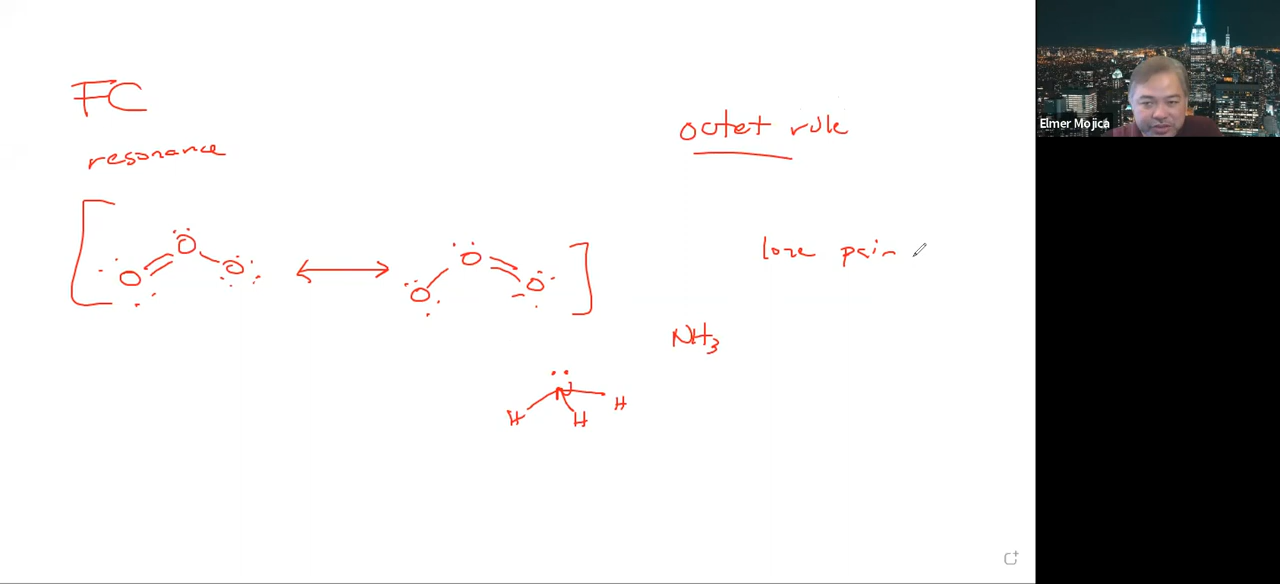 FC
octet rule
resonance
lone pair
O O O
O O O
NH3
N
H H H
Elmer Mojica